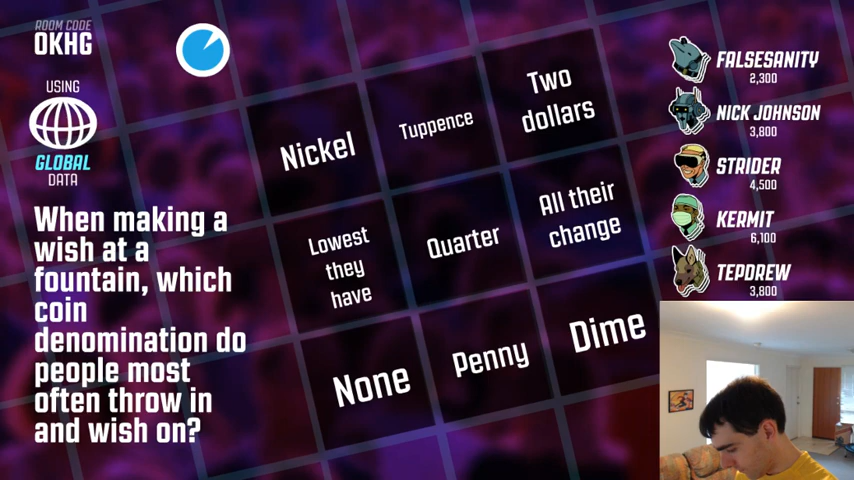 ROOM CODE
OKHG
USING
GLOBAL
DATA
When making a
wish at a
fountain, which
coin
denomination do
people most
often throw in
and wish on?
Nickel
Tuppence
Two
dollars
Lowest
they
have
Quarter
All their
change
None
Penny
Dime
FALSESANITY
2,300
NICK JOHNSON
3,800
STRIDER
4,500
KERMIT
6,100
TEPDREW
3,800